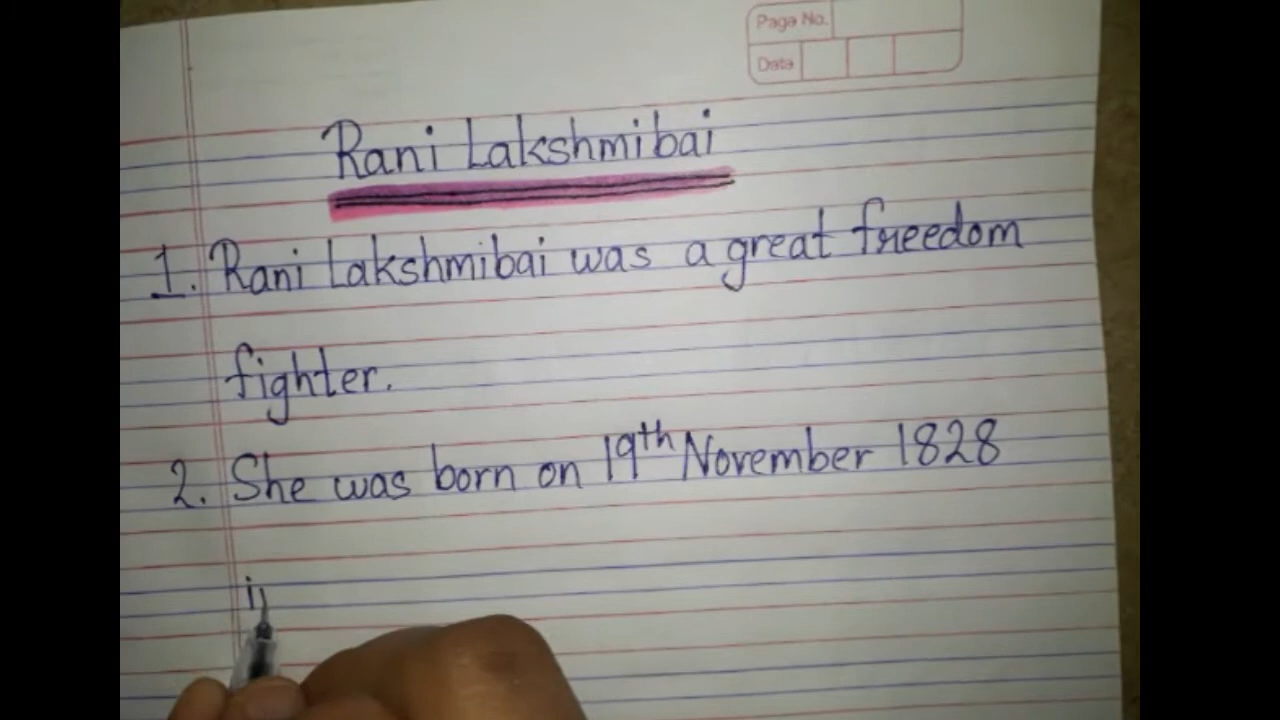 Page No.
Date
Rani Lakshmibai
1. Rani Lakshmibai was a great freedom
fighter.
2. She was born on 19th November 1828